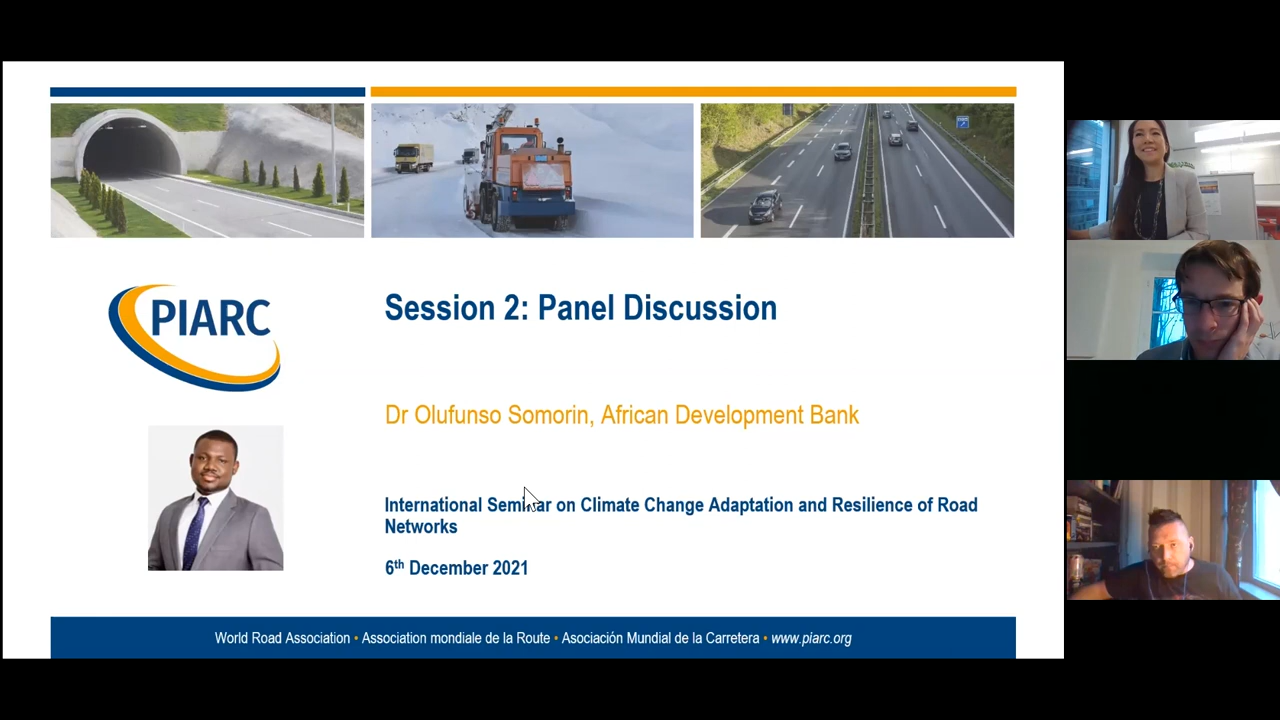 PIARC
Session 2: Panel Discussion
Dr Olufunso Somorin, African Development Bank
International Seminar on Climate Change Adaptation and Resilience of Road
Networks
6th December 2021
World Road Association • Association mondiale de la Route • Asociación Mundial de la Carretera • www.piarc.org